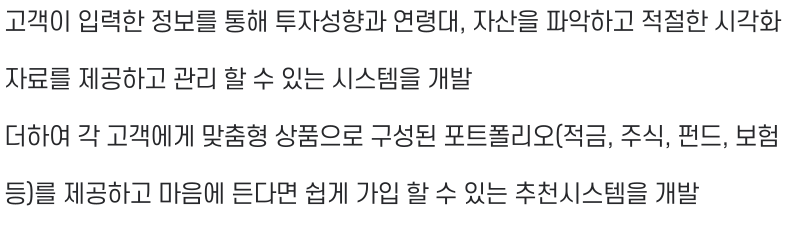 고객이 입력한 정보를 통해 투자성향과 연령대, 자산을 파악하고 적절한 시각화
자료를 제공하고 관리 할 수 있는 시스템을 개발
더하여 각 고객에게 맞춤형 상품으로 구성된 포트폴리오(적금, 주식, 펀드, 보험
등)를 제공하고 마음에 든다면 쉽게 가입 할 수 있는 추천시스템을 개발